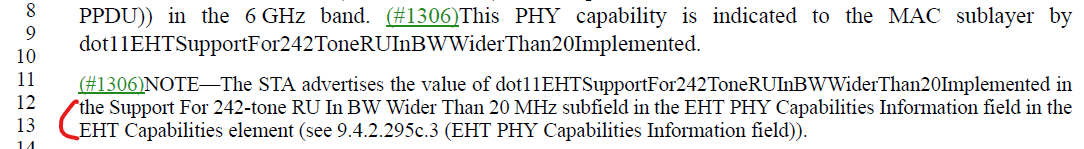 8 PPDU)) in the 6 GHz band. (#1306)This PHY capability is indicated to the MAC sublayer by
9 dot11EHTSupportFor242ToneRUInBWWiderThan20Implemented.
10
11 (#1306)NOTE—The STA advertises the value of dot11EHTSupportFor242ToneRUInBWWiderThan20Implemented in
12 the Support For 242-tone RU In BW Wider Than 20 MHz subfield in the EHT PHY Capabilities Information field in the
13 EHT Capabilities element (see 9.4.2.295c.3 (EHT PHY Capabilities Information field)).
14